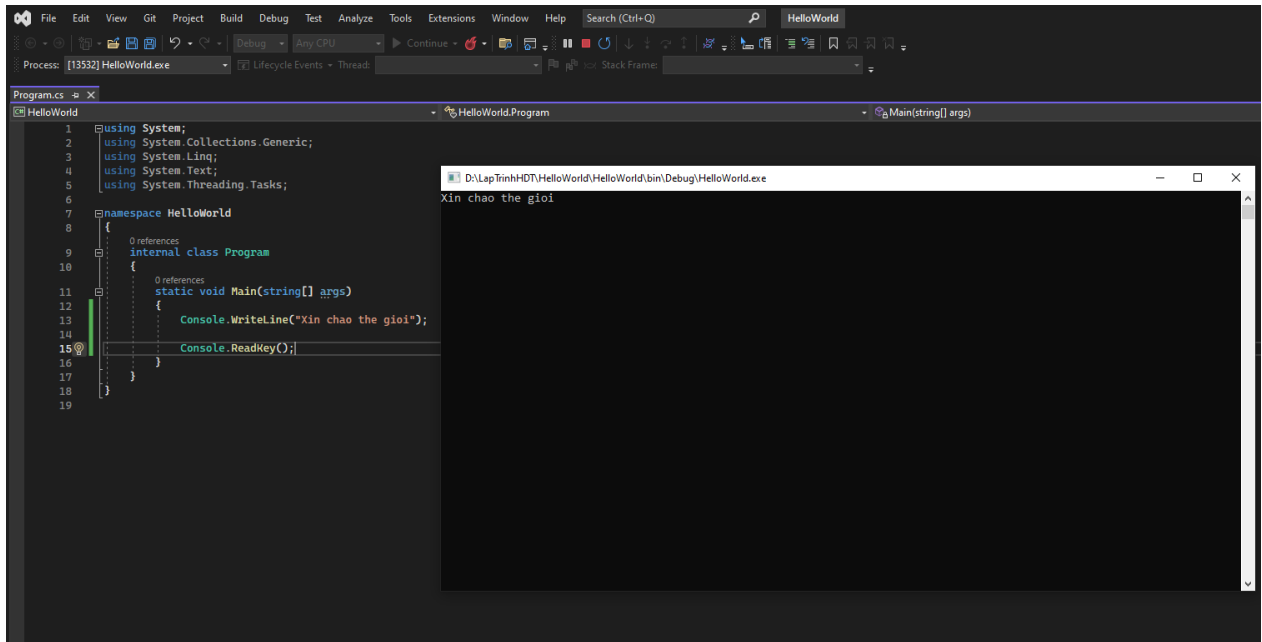 File Edit View Git Project Build Debug Test Analyze Tools Extensions Window Help Search (Ctrl+Q) HelloWorld
Debug Any CPU Continue
Process: [13532] HelloWorld.exe Lifecycle Events Thread: Stack Frame:
Program.cs
HelloWorld HelloWorld.Program Main(string[] args)
1 using System;
2 using System.Collections.Generic;
3 using System.Linq;
4 using System.Text;
5 using System.Threading.Tasks;
6
7 namespace HelloWorld
8 {
0 references
9 internal class Program
10 {
0 references
11 static void Main(string[] args)
12 {
13 Console.WriteLine("Xin chao the gioi");
14
15 Console.ReadKey();
16 }
17 }
18 }
19
D:\LapTrinhHDT\HelloWorld\HelloWorld\bin\Debug\HelloWorld.exe
Xin chao the gioi